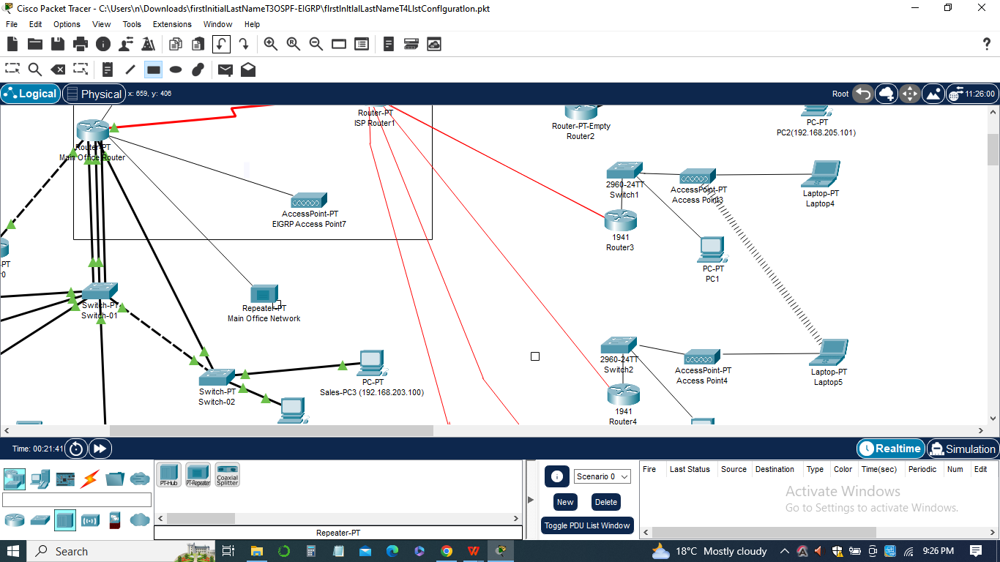 Cisco Packet Tracer - C:\Users\n\Downloads\firstInitialLastNameT3OSPF-EIGRP\fIrstInItIalLastNameT4LIstConfIguratIon.pkt
File Edit Options View Tools Extensions Window Help
Logical Physical x: 659, y: 406 Root 11:26:00
Router-PT
ISP Router1
Router-PT-Empty
Router2
PC-PT
PC2(192.168.205.101)
Router-PT
Main Office Router
2960-24TT
Switch1
AccessPoint-PT
Access Point3
Laptop-PT
Laptop4
AccessPoint-PT
EIGRP Access Point7
1941
Router3
-PT
r0
PC-PT
PC1
Switch-PT
Switch-01
Repeater-PT
Main Office Network
2960-24TT
Switch2
AccessPoint-PT
Access Point4
Laptop-PT
Laptop5
PC-PT
Sales-PC3 (192.168.203.100)
Switch-PT
Switch-02
1941
Router4
Time: 00:21:41 Realtime Simulation
PT-Hub PT-Repeater Coaxial
Splitter
Scenario 0
New Delete
Toggle PDU List Window
Fire Last Status Source Destination Type Color Time(sec) Periodic Num Edit
Activate Windows
Go to Settings to activate Windows.
Repeater-PT
Search 18°C Mostly cloudy 9:26 PM